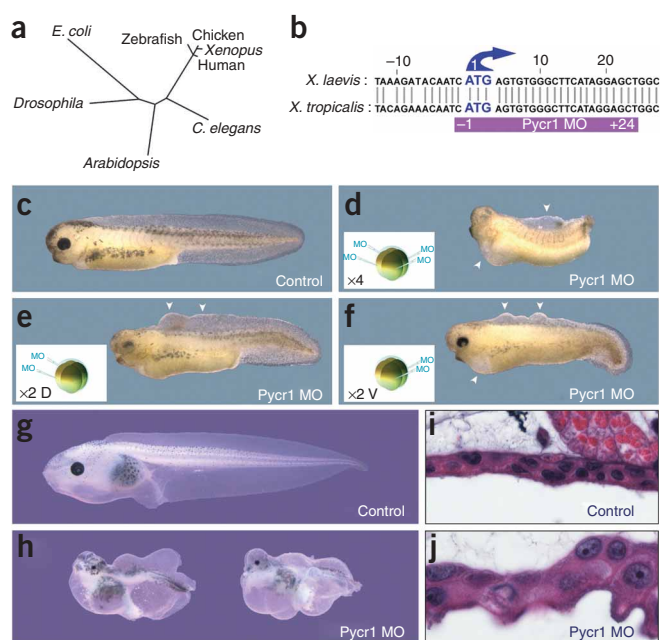 a
E. coli
Zebrafish
Chicken
Xenopus
Human
Drosophila
C. elegans
Arabidopsis
b
−10 1 10 20
X. laevis : TAAAGATACAATC ATG AGTGTGGGCTTCATAGGAGCTGGC
X. tropicalis TACAGAAACAATC ATG AGTGTGGGCTTCATAGGAGCTGGC
−1 Pycr1 MO +24
c
Control
d
MO MO
MO MO
×4
Pycr1 MO
e
MO
MO
×2 D
Pycr1 MO
f
MO
MO
×2 V
Pycr1 MO
g
Control
h
Pycr1 MO
i
Control
j
Pycr1 MO